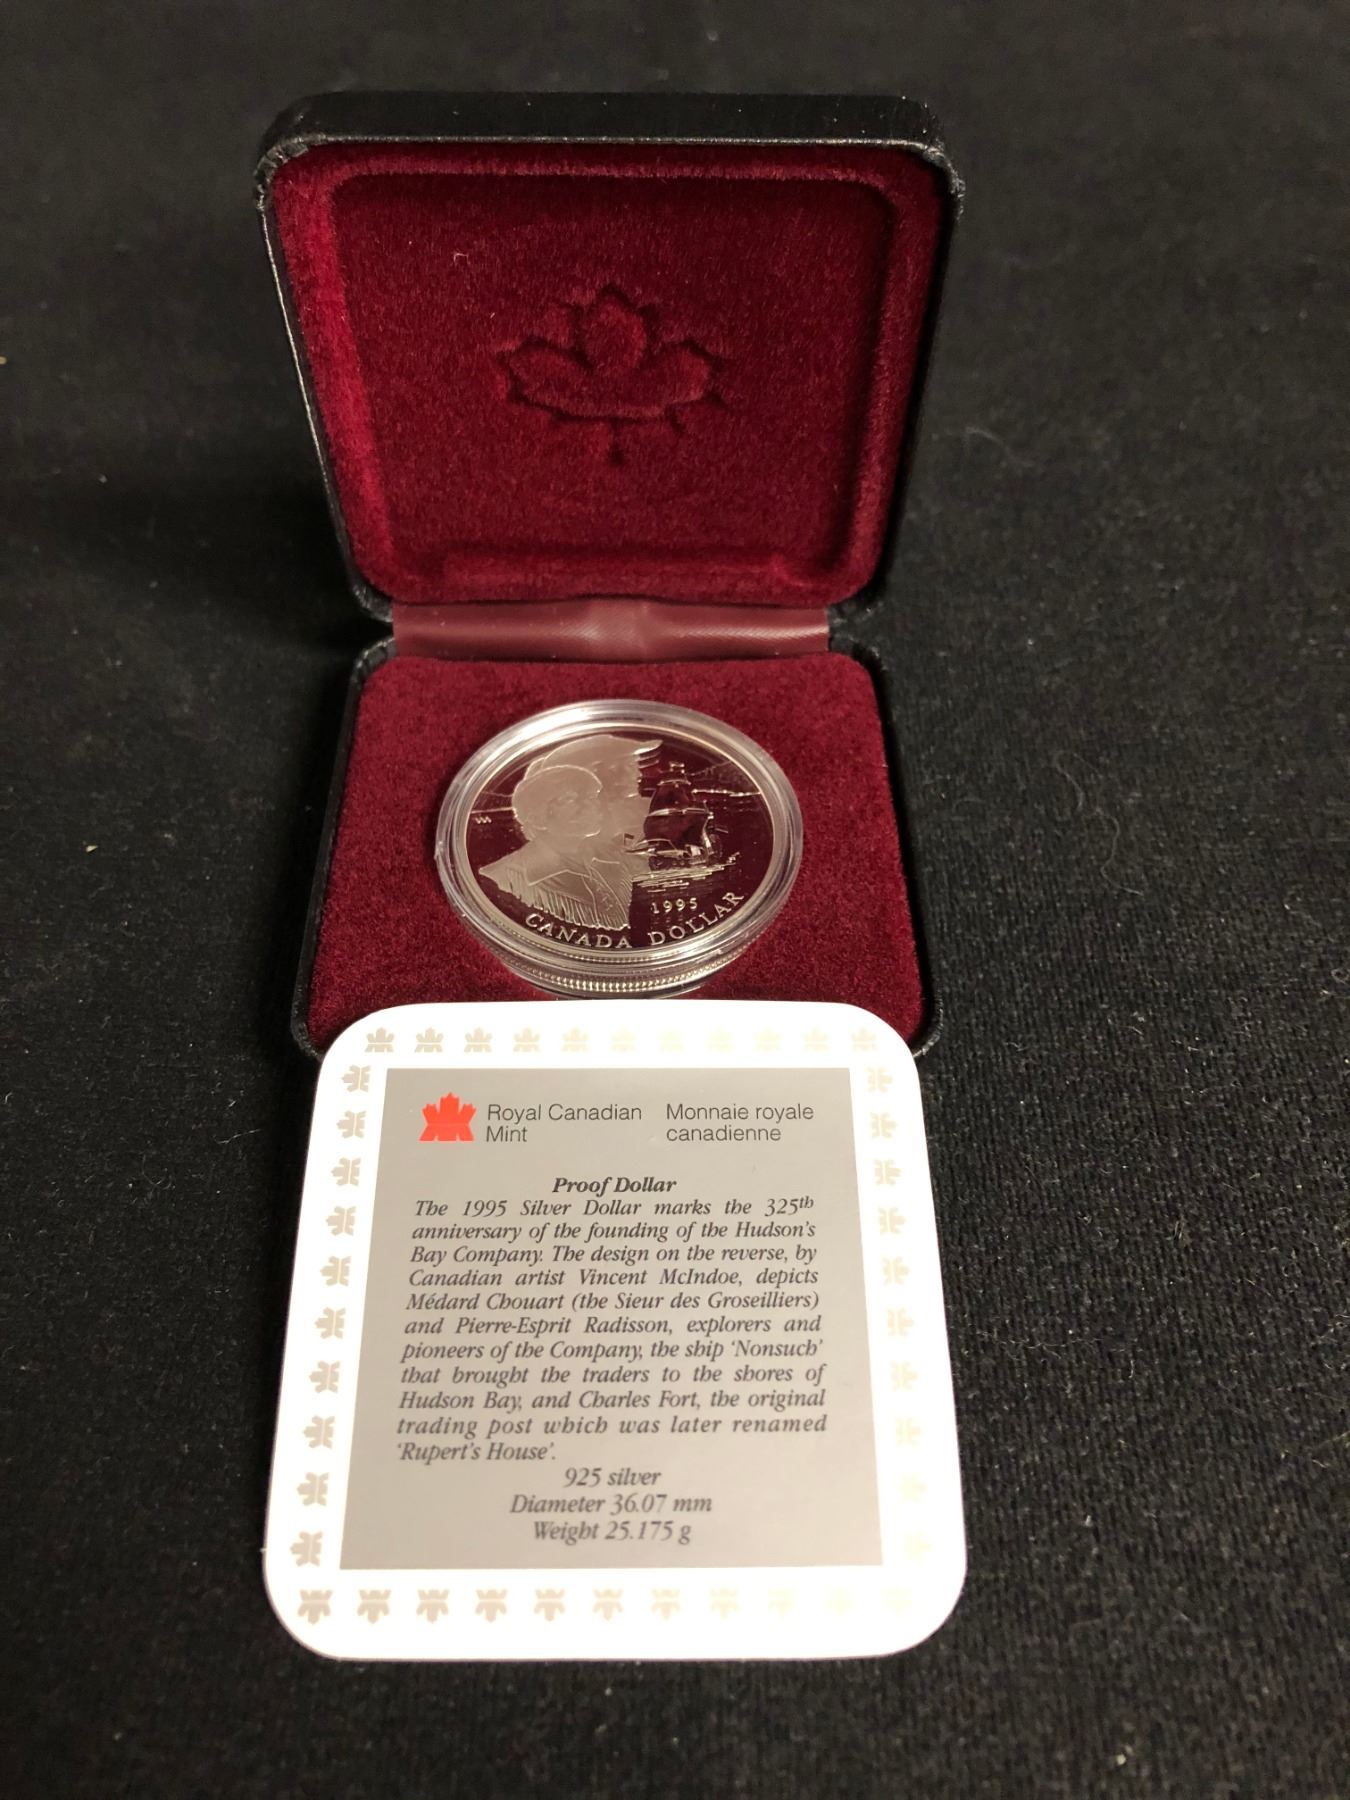 1995
CANADA DOLLAR
Royal Canadian Mint
Monnaie royale canadienne
Proof Dollar
The 1995 Silver Dollar marks the 325th
anniversary of the founding of the Hudson's
Bay Company. The design on the reverse, by
Canadian artist Vincent McIndoe, depicts
Médard Chouart (the Sieur des Groseilliers)
and Pierre-Esprit Radisson, explorers and
pioneers of the Company, the ship 'Nonsuch'
that brought the traders to the shores of
Hudson Bay, and Charles Fort, the original
trading post which was later renamed
'Rupert's House'.
925 silver
Diameter 36.07 mm
Weight 25.175 g